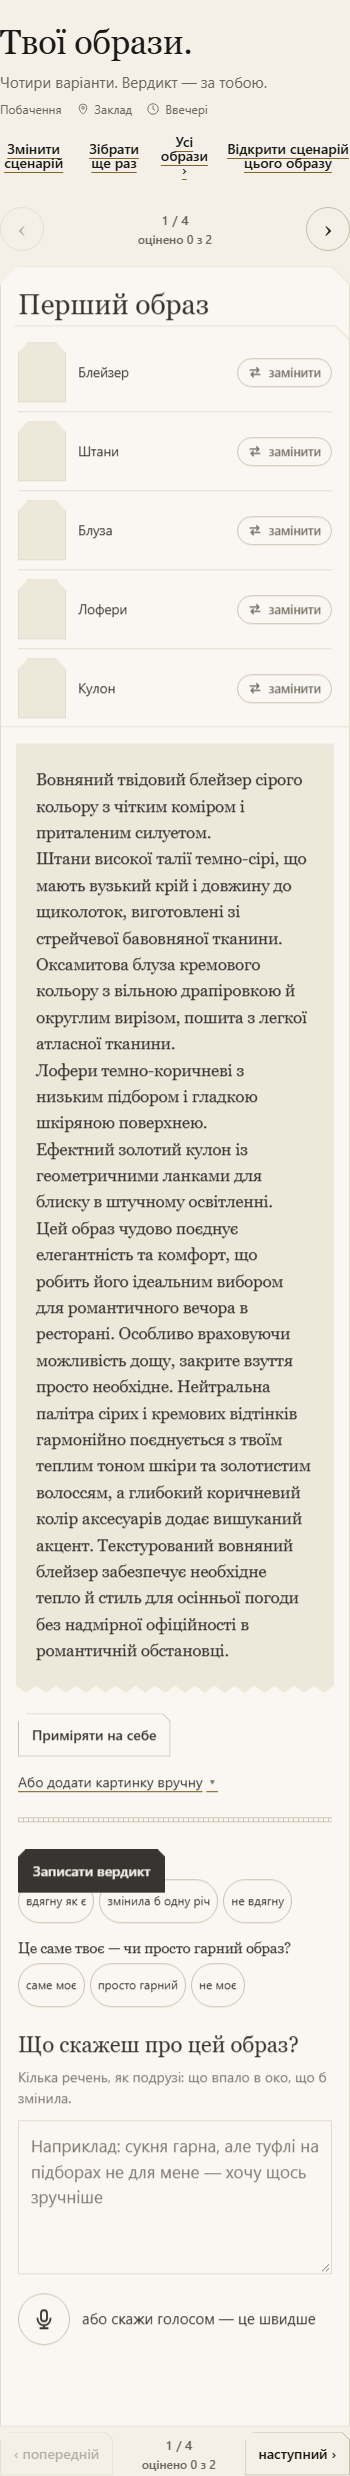 Твої образи.
Чотири варіанти. Вердикт — за тобою.
Побачення Заклад Ввечері
Змінити сценарій
Зібрати ще раз
Усі образи ›
Відкрити сценарій цього образу
‹
1 / 4
оцінено 0 з 2
›
Перший образ
Блейзер ⇄ замінити
Штани ⇄ замінити
Блуза ⇄ замінити
Лофери ⇄ замінити
Кулон ⇄ замінити
Вовняний твідовий блейзер сірого
кольору з чітким коміром і
приталеним силуетом.
Штани високої талії темно-сірі, що
мають вузький крій і довжину до
щиколоток, виготовлені зі
стрейчевої бавовняної тканини.
Оксамитова блуза кремового
кольору з вільною драпіровкою й
округлим вирізом, пошита з легкої
атласної тканини.
Лофери темно-коричневі з
низьким підбором і гладкою
шкіряною поверхнею.
Ефектний золотий кулон із
геометричними ланками для
блиску в штучному освітленні.
Цей образ чудово поєднує
елегантність та комфорт, що
робить його ідеальним вибором
для романтичного вечора в
ресторані. Особливо враховуючи
можливість дощу, закрите взуття
просто необхідне. Нейтральна
палітра сірих і кремових відтінків
гармонійно поєднується з твоїм
теплим тоном шкіри та золотистим
волоссям, а глибокий коричневий
колір аксесуарів додає вишуканий
акцент. Текстурований вовняний
блейзер забезпечує необхідне
тепло й стиль для осінньої погоди
без надмірної офіційності в
романтичній обстановці.
Приміряти на себе
Або додати картинку вручну ▾
Записати вердикт
вдягну як є змінила б одну річ не вдягну
Це саме твоє — чи просто гарний образ?
саме моє просто гарний не моє
Що скажеш про цей образ?
Кілька речень, як подрузі: що впало в око, що б
змінила.
Наприклад: сукня гарна, але туфлі на
підборах не для мене — хочу щось
зручніше
або скажи голосом — це швидше
‹ попередній
1 / 4
оцінено 0 з 2
наступний ›